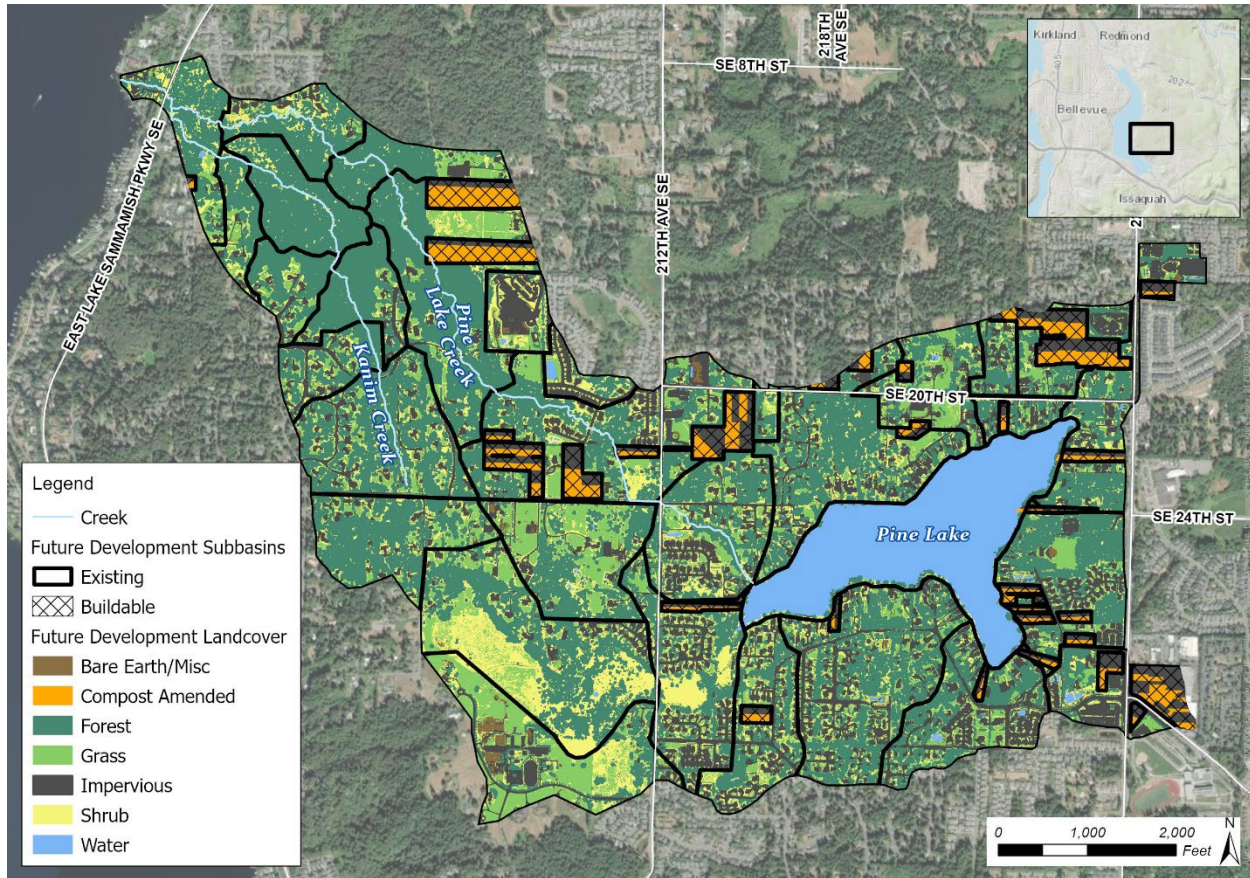 SE 8TH ST
218TH
AVE SE
EAST LAKE SAMMAMISH PKWY SE
212TH AVE SE
Kirkland
Redmond
405
202
Bellevue
Issaquah
2
Pine
Lake Creek
Kanim Creek
SE 20TH ST
Pine Lake
SE 24TH ST
Legend
Creek
Future Development Subbasins
Existing
Buildable
Future Development Landcover
Bare Earth/Misc
Compost Amended
Forest
Grass
Impervious
Shrub
Water
0 1,000 2,000
Feet
N